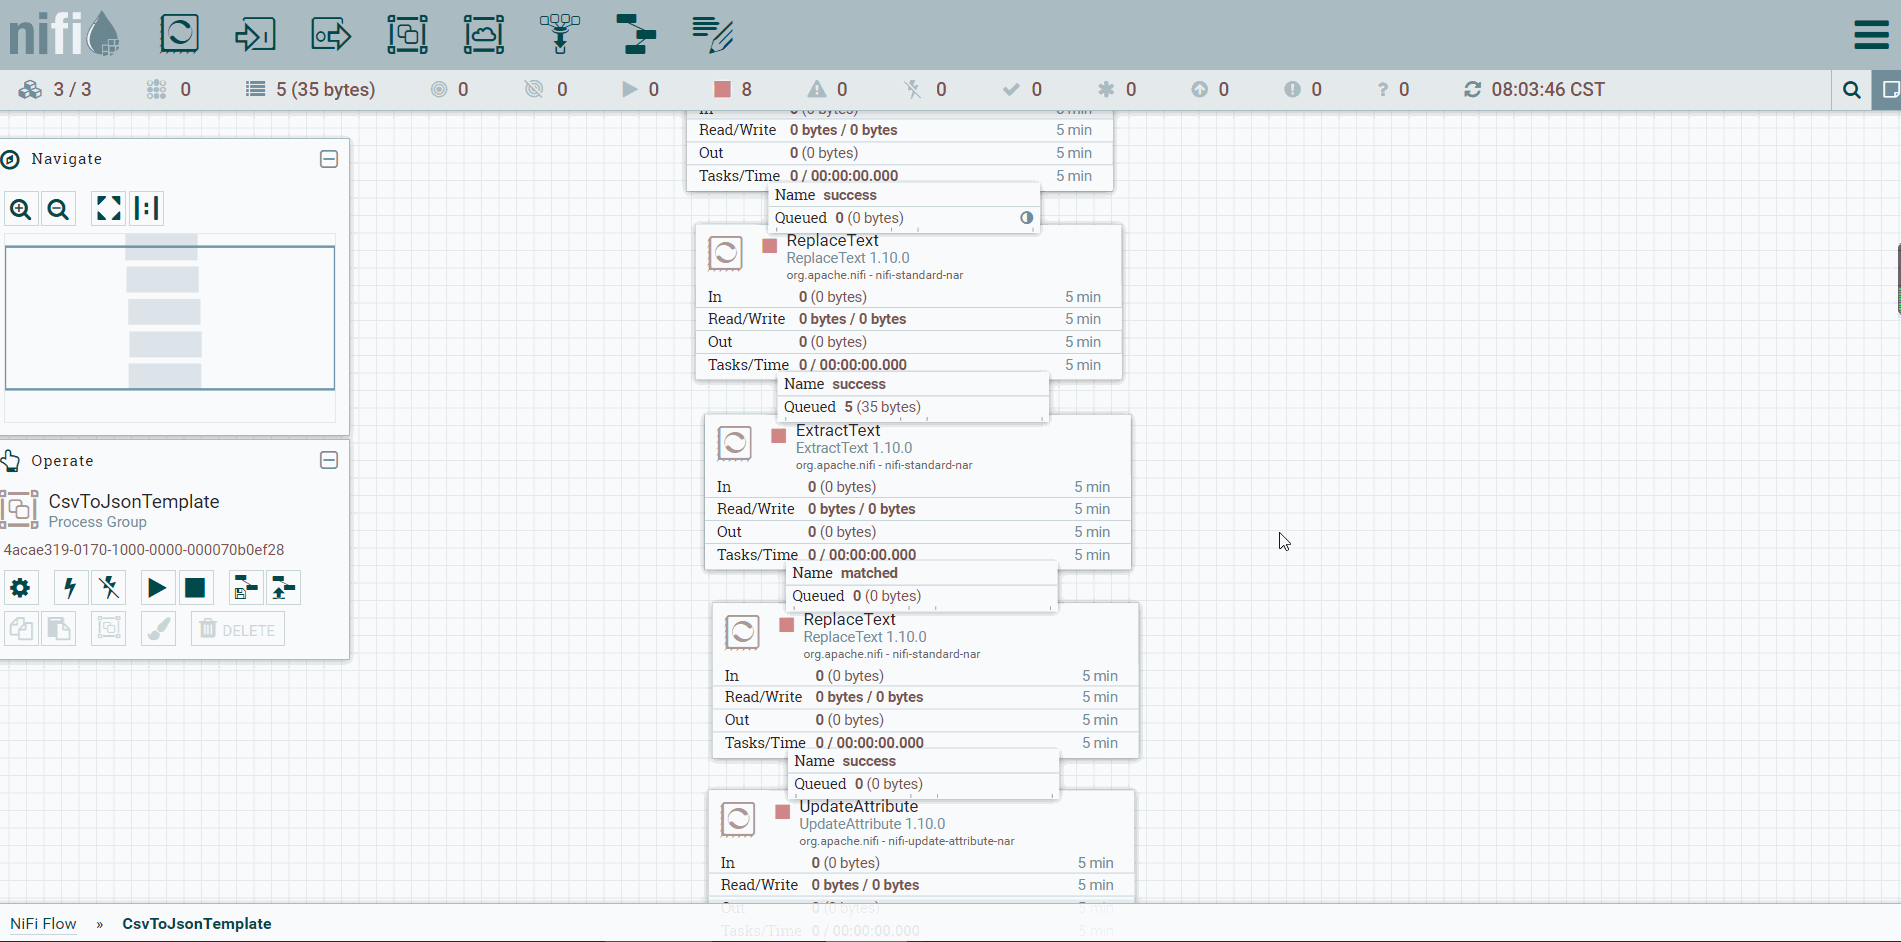 nifi
3 / 3 0 5 (35 bytes) 0 0 0 8 0 0 0 0 0 0 ? 0 08:03:46 CST
Navigate
Operate
CsvToJsonTemplate
Process Group
4acae319-0170-1000-0000-000070b0ef28
DELETE
In 0 (0 bytes) 5 min
Read/Write 0 bytes / 0 bytes 5 min
Out 0 (0 bytes) 5 min
Tasks/Time 0 / 00:00:00.000 5 min
Name success
Queued 0 (0 bytes)
ReplaceText
ReplaceText 1.10.0
org.apache.nifi - nifi-standard-nar
In 0 (0 bytes) 5 min
Read/Write 0 bytes / 0 bytes 5 min
Out 0 (0 bytes) 5 min
Tasks/Time 0 / 00:00:00.000 5 min
Name success
Queued 5 (35 bytes)
ExtractText
ExtractText 1.10.0
org.apache.nifi - nifi-standard-nar
In 0 (0 bytes) 5 min
Read/Write 0 bytes / 0 bytes 5 min
Out 0 (0 bytes) 5 min
Tasks/Time 0 / 00:00:00.000 5 min
Name matched
Queued 0 (0 bytes)
ReplaceText
ReplaceText 1.10.0
org.apache.nifi - nifi-standard-nar
In 0 (0 bytes) 5 min
Read/Write 0 bytes / 0 bytes 5 min
Out 0 (0 bytes) 5 min
Tasks/Time 0 / 00:00:00.000 5 min
Name success
Queued 0 (0 bytes)
UpdateAttribute
UpdateAttribute 1.10.0
org.apache.nifi - nifi-update-attribute-nar
In 0 (0 bytes) 5 min
Read/Write 0 bytes / 0 bytes 5 min
Out 0 (0 bytes) 5 min
Tasks/Time 0 / 00:00:00.000 5 min
NiFi Flow » CsvToJsonTemplate